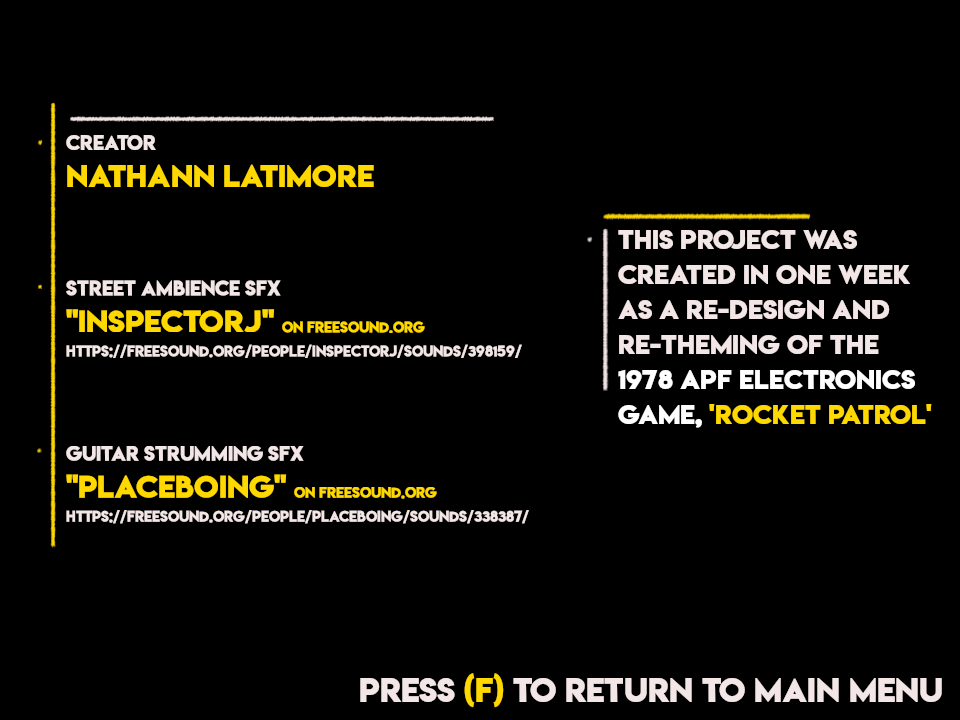 CREATOR
NATHANN LATIMORE
STREET AMBIENCE SFX
"INSPECTORJ" ON FREESOUND.ORG
HTTPS://FREESOUND.ORG/PEOPLE/INSPECTORJ/SOUNDS/398159/
GUITAR STRUMMING SFX
"PLACEBOING" ON FREESOUND.ORG
HTTPS://FREESOUND.ORG/PEOPLE/PLACEBOING/SOUNDS/338387/
THIS PROJECT WAS
CREATED IN ONE WEEK
AS A RE-DESIGN AND
RE-THEMING OF THE
1978 APF ELECTRONICS
GAME, 'ROCKET PATROL'
PRESS (F) TO RETURN TO MAIN MENU